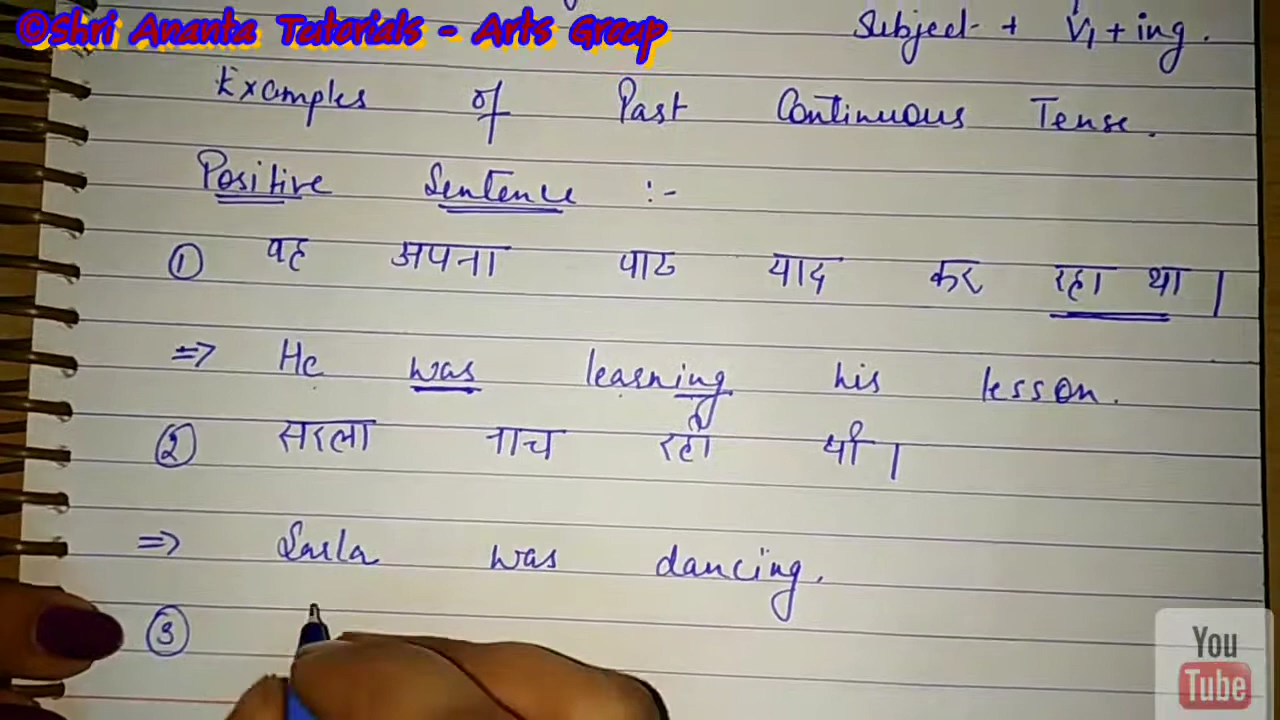 ©Shri Ananta Tutorials - Arts Group
Subject + V1 + ing.
Examples of Past Continuous Tense.
Positive Sentence :-
① वह अपना पाठ याद कर रहा था।
⇒ He was learning his lesson.
② सरला नाच रही थी।
⇒ Sarla was dancing.
③
You
Tube